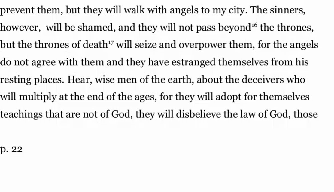 prevent them, but they will walk with angels to my city. The sinners,
however, will be shamed, and they will not pass beyond¹⁶ the thrones,
but the thrones of death¹⁷ will seize and overpower them, for the angels
do not agree with them and they have estranged themselves from his
resting places. Hear, wise men of the earth, about the deceivers who
will multiply at the end of the ages, for they will adopt for themselves
teachings that are not of God, they will disbelieve the law of God, those
p. 22